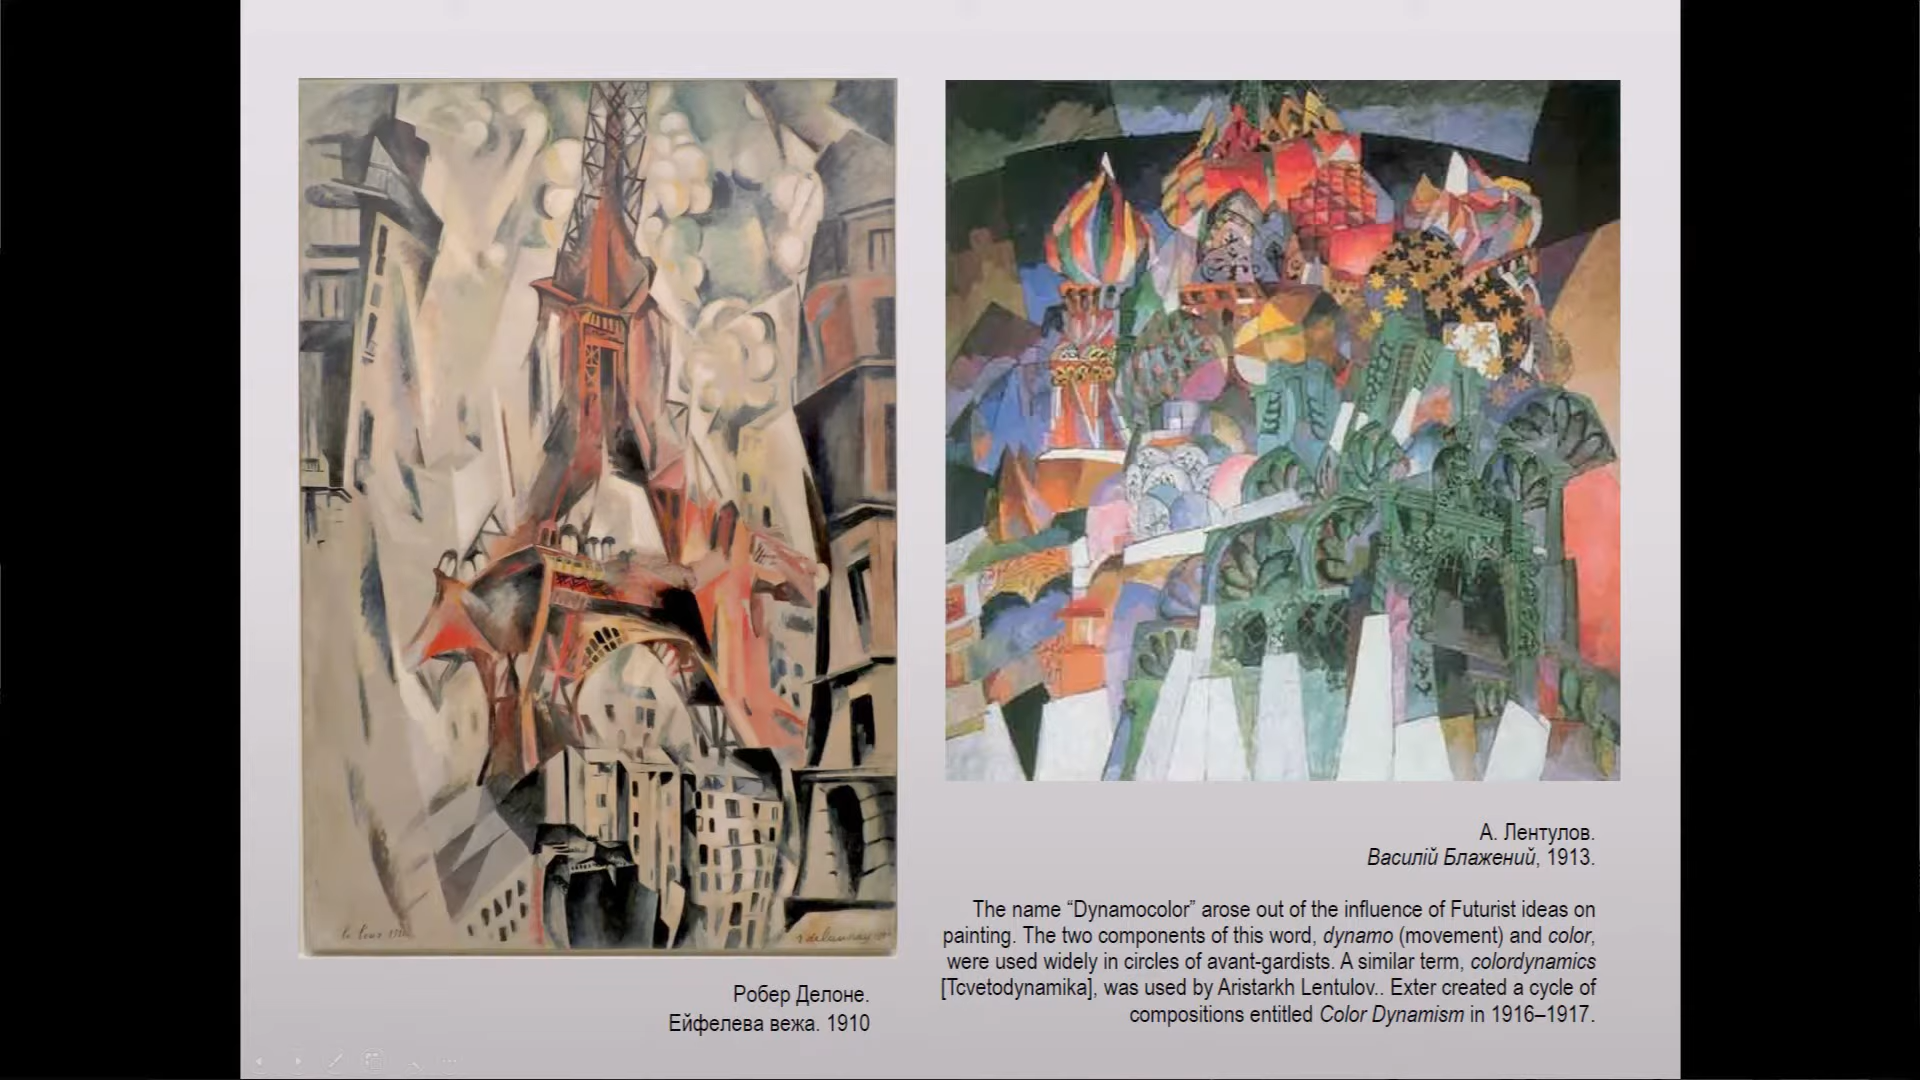 Робер Делоне.
Ейфелева вежа. 1910
А. Лентулов.
Василій Блажений, 1913.
The name “Dynamocolor” arose out of the influence of Futurist ideas on
painting. The two components of this word, dynamo (movement) and color,
were used widely in circles of avant-gardists. A similar term, colordynamics
[Tcvetodynamika], was used by Aristarkh Lentulov.. Exter created a cycle of
compositions entitled Color Dynamism in 1916–1917.